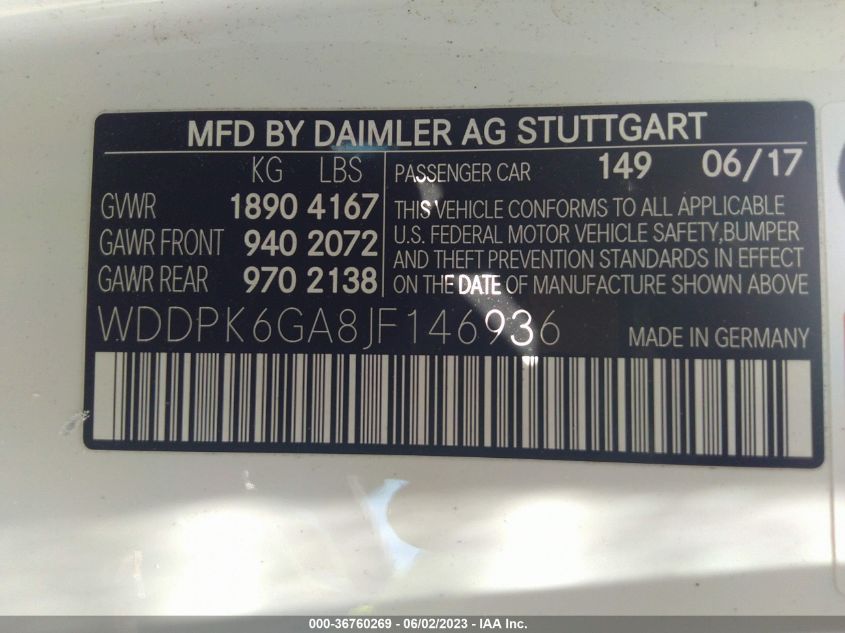 MFD BY DAIMLER AG STUTTGART
KG LBS
GVWR 1890 4167
GAWR FRONT 940 2072
GAWR REAR 970 2138
PASSENGER CAR 149 06/17
THIS VEHICLE CONFORMS TO ALL APPLICABLE
U.S. FEDERAL MOTOR VEHICLE SAFETY,BUMPER
AND THEFT PREVENTION STANDARDS IN EFFECT
ON THE DATE OF MANUFACTURE SHOWN ABOVE
WDDPK6GA8JF146936
MADE IN GERMANY
000-36760269 - 06/02/2023 - IAA Inc.